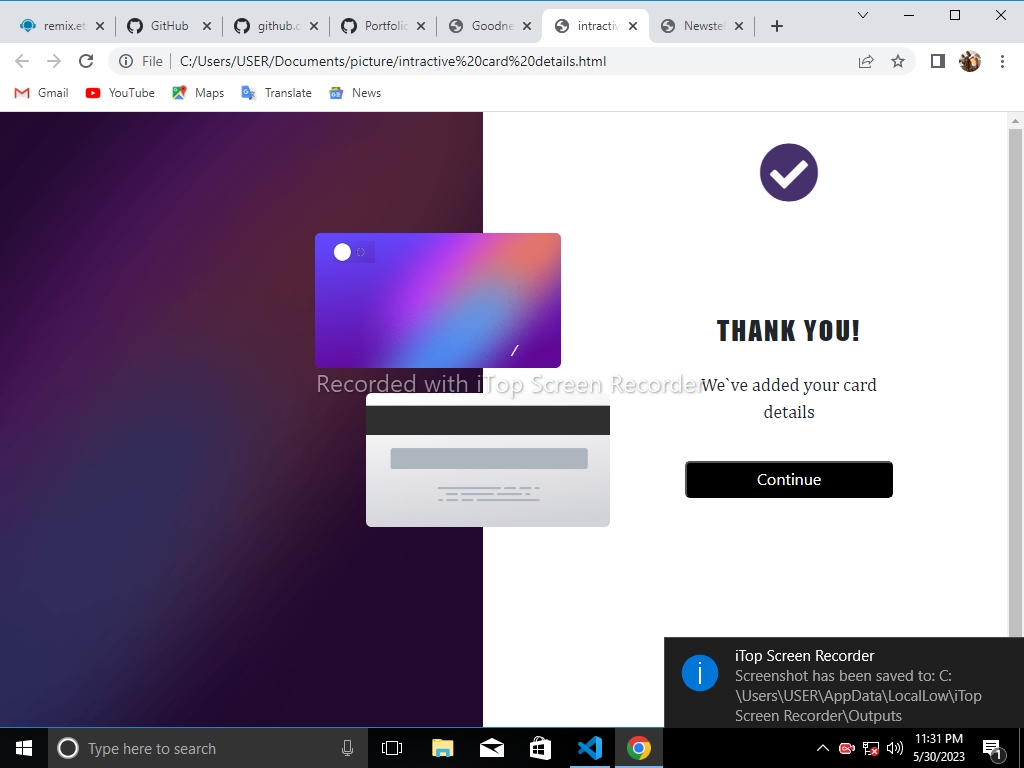 remix.et
GitHub
github.c
Portfolio
Goodne
intractiv
Newslet
File
C:/Users/USER/Documents/picture/intractive%20card%20details.html
Gmail
YouTube
Maps
Translate
News
THANK YOU!
Recorded with iTop Screen Recorder
We`ve added your card
details
Continue
iTop Screen Recorder
Screenshot has been saved to: C:
\Users\USER\AppData\LocalLow\iTop
Screen Recorder\Outputs
Type here to search
11:31 PM
5/30/2023
1